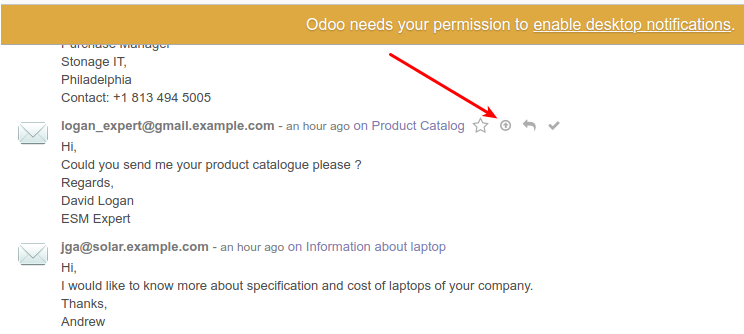 Odoo needs your permission to enable desktop notifications.
Purchase Manager
Stonage IT,
Philadelphia
Contact: +1 813 494 5005
logan_expert@gmail.example.com - an hour ago on Product Catalog
Hi,
Could you send me your product catalogue please ?
Regards,
David Logan
ESM Expert
jga@solar.example.com - an hour ago on Information about laptop
Hi,
I would like to know more about specification and cost of laptops of your company.
Thanks,
Andrew